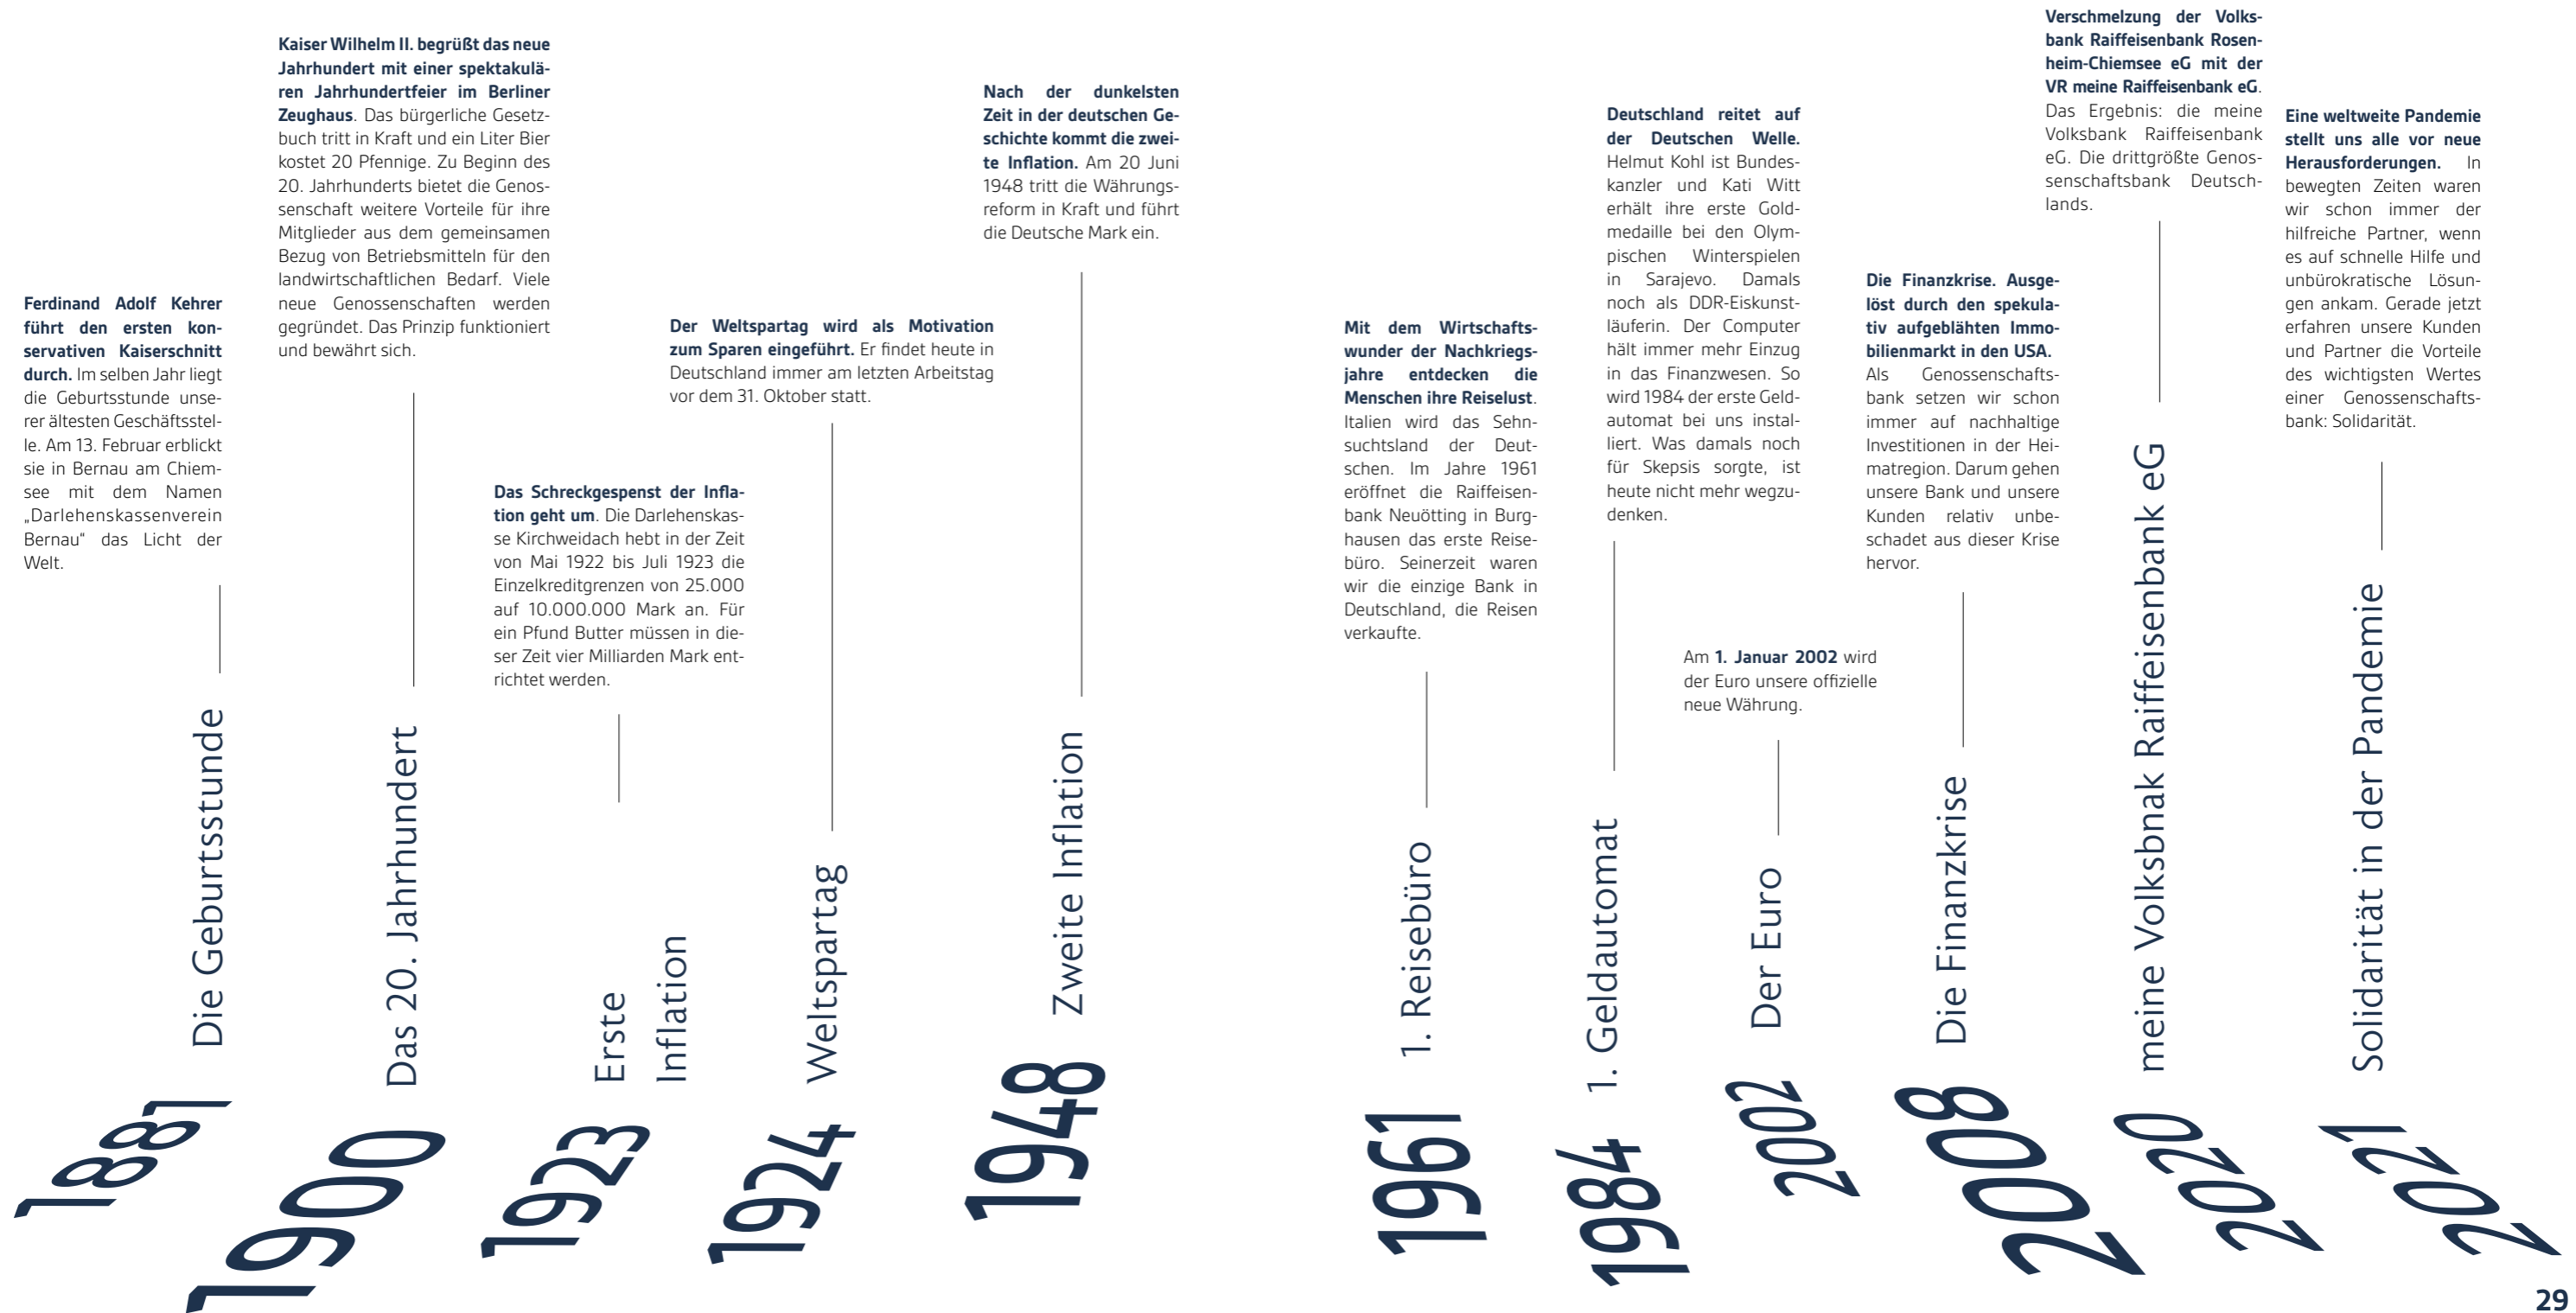 Ferdinand Adolf Kehrer
führt den ersten kon-
servativen Kaiserschnitt
durch. Im selben Jahr liegt
die Geburtsstunde unse-
rer ältesten Geschäftsstel-
le. Am 13. Februar erblickt
sie in Bernau am Chiem-
see mit dem Namen
„Darlehenskassenverein
Bernau“ das Licht der
Welt.
Die Geburtsstunde
1881
Kaiser Wilhelm II. begrüßt das neue
Jahrhundert mit einer spektakulä-
ren Jahrhundertfeier im Berliner
Zeughaus. Das bürgerliche Gesetz-
buch tritt in Kraft und ein Liter Bier
kostet 20 Pfennige. Zu Beginn des
20. Jahrhunderts bietet die Genos-
senschaft weitere Vorteile für ihre
Mitglieder aus dem gemeinsamen
Bezug von Betriebsmitteln für den
landwirtschaftlichen Bedarf. Viele
neue Genossenschaften werden
gegründet. Das Prinzip funktioniert
und bewährt sich.
Das 20. Jahrhundert
1900
Das Schreckgespenst der Infla-
tion geht um. Die Darlehenskas-
se Kirchweidach hebt in der Zeit
von Mai 1922 bis Juli 1923 die
Einzelkreditgrenzen von 25.000
auf 10.000.000 Mark an. Für
ein Pfund Butter müssen in die-
ser Zeit vier Milliarden Mark ent-
richtet werden.
Erste
Inflation
1923
Der Weltspartag wird als Motivation
zum Sparen eingeführt. Er findet heute in
Deutschland immer am letzten Arbeitstag
vor dem 31. Oktober statt.
Weltspartag
1924
Nach der dunkelsten
Zeit in der deutschen Ge-
schichte kommt die zwei-
te Inflation. Am 20 Juni
1948 tritt die Währungs-
reform in Kraft und führt
die Deutsche Mark ein.
Zweite Inflation
1948
Mit dem Wirtschafts-
wunder der Nachkriegs-
jahre entdecken die
Menschen ihre Reiselust.
Italien wird das Sehn-
suchtsland der Deut-
schen. Im Jahre 1961
eröffnet die Raiffeisen-
bank Neuötting in Burg-
hausen das erste Reise-
büro. Seinerzeit waren
wir die einzige Bank in
Deutschland, die Reisen
verkaufte.
1. Reisebüro
1961
Deutschland reitet auf
der Deutschen Welle.
Helmut Kohl ist Bundes-
kanzler und Kati Witt
erhält ihre erste Gold-
medaille bei den Olym-
pischen Winterspielen
in Sarajevo. Damals
noch als DDR-Eiskunst-
läuferin. Der Computer
hält immer mehr Einzug
in das Finanzwesen. So
wird 1984 der erste Geld-
automat bei uns instal-
liert. Was damals noch
für Skepsis sorgte, ist
heute nicht mehr wegzu-
denken.
1. Geldautomat
1984
Am 1. Januar 2002 wird
der Euro unsere offizielle
neue Währung.
Der Euro
2002
Die Finanzkrise. Ausge-
löst durch den spekula-
tiv aufgeblähten Immo-
bilienmarkt in den USA.
Als Genossenschafts-
bank setzen wir schon
immer auf nachhaltige
Investitionen in der Hei-
matregion. Darum gehen
unsere Bank und unsere
Kunden relativ unbe-
schadet aus dieser Krise
hervor.
Die Finanzkrise
2008
Verschmelzung der Volks-
bank Raiffeisenbank Rosen-
heim-Chiemsee eG mit der
VR meine Raiffeisenbank eG.
Das Ergebnis: die meine
Volksbank Raiffeisenbank
eG. Die drittgrößte Genos-
senschaftsbank Deutsch-
lands.
meine Volksbnak Raiffeisenbank eG
2020
Eine weltweite Pandemie
stellt uns alle vor neue
Herausforderungen. In
bewegten Zeiten waren
wir schon immer der
hilfreiche Partner, wenn
es auf schnelle Hilfe und
unbürokratische Lösun-
gen ankam. Gerade jetzt
erfahren unsere Kunden
und Partner die Vorteile
des wichtigsten Wertes
einer Genossenschafts-
bank: Solidarität.
Solidarität in der Pandemie
2021
29